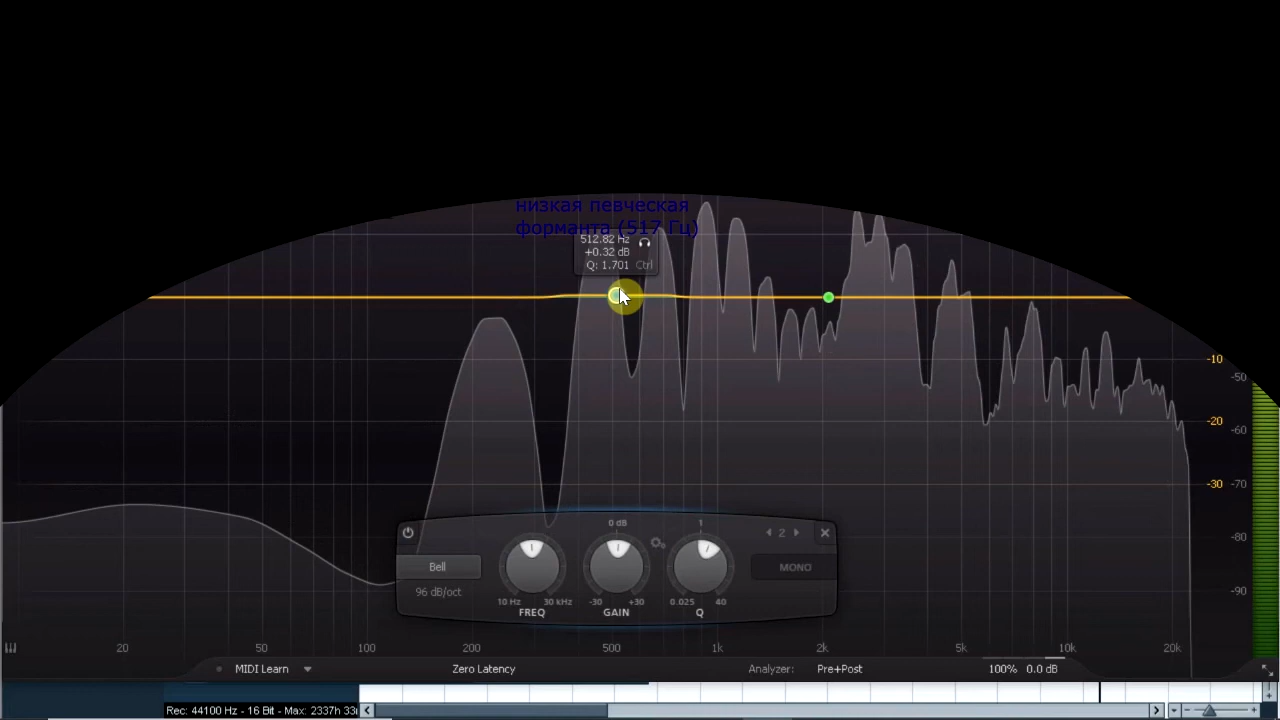 низкая певческая
форманта (517 Гц)
512.82 Hz
+0.32 dB
Q: 1.701 Ctrl
-10
-50
-20
-60
-30
-70
-80
-90
0 dB
1
2
Bell
MONO
96 dB/oct
10 Hz 30 kHz
-30 +30
0.025 40
FREQ
GAIN
Q
20 50 100 200 500 1k 2k 5k 10k 20k
MIDI Learn
Zero Latency
Analyzer: Pre+Post
100% 0.0 dB
Rec: 44100 Hz - 16 Bit - Max: 2337h 33